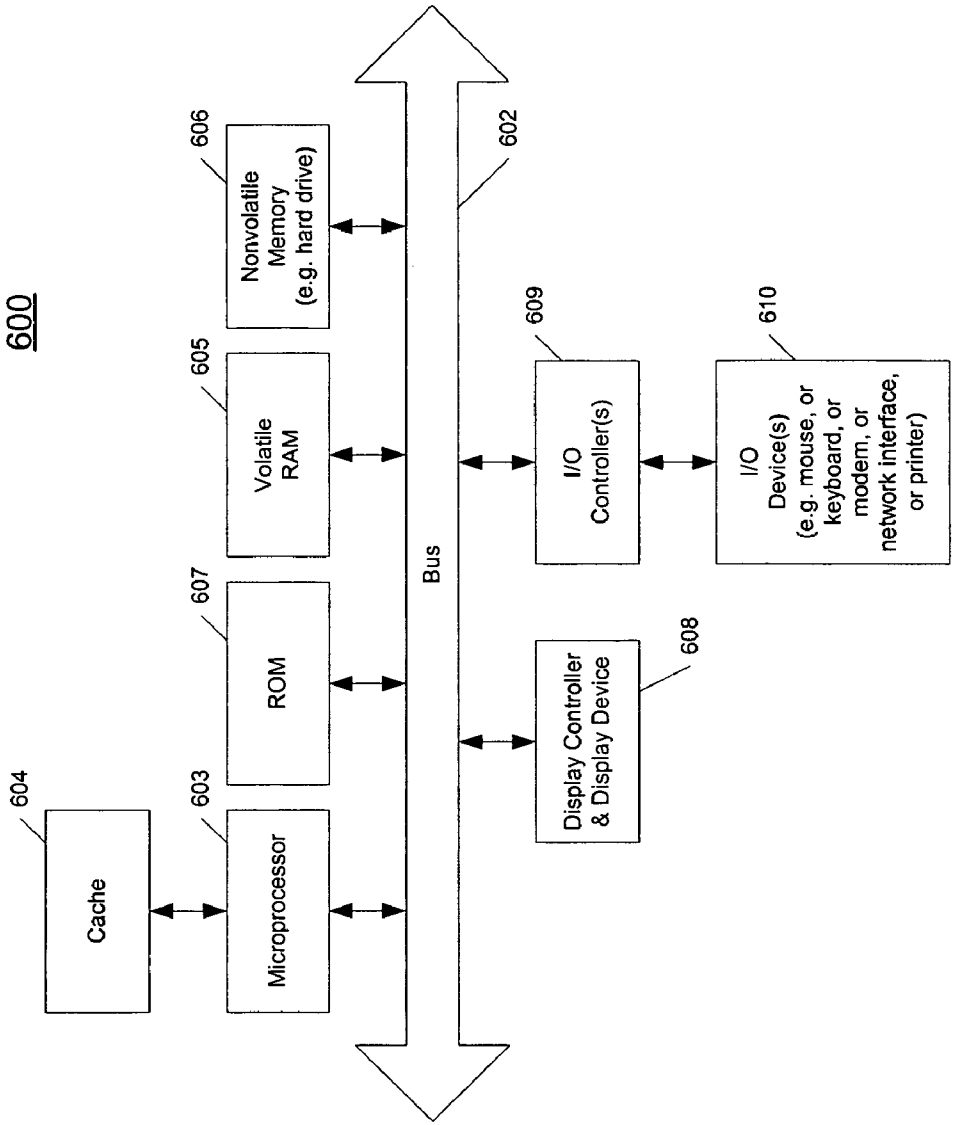 600
604
Cache
603
Microprocessor
607
ROM
605
Volatile
RAM
606
Nonvolatile
Memory
(e.g. hard drive)
Bus
602
Display Controller
& Display Device
608
609
I/O
Controller(s)
610
I/O
Device(s)
(e.g. mouse, or
keyboard, or
modem, or
network interface,
or printer)